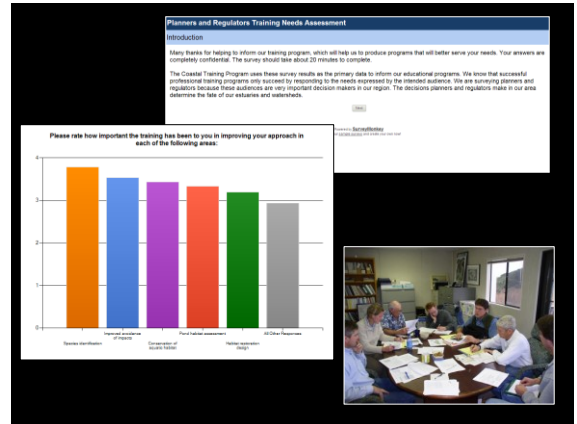 Planners and Regulators Training Needs Assessment
Introduction
Many thanks for helping to inform our training program, which will help us to produce programs that will better serve your needs. Your answers are
completely confidential. The survey should take about 20 minutes to complete.
The Coastal Training Program uses these survey results as the primary data to inform our educational programs. We know that successful
professional training programs only succeed by responding to the needs expressed by the intended audience. We are surveying planners and
regulators because these audiences are very important decision makers in our region. The decisions planners and regulators make in our area
determine the fate of our estuaries and watersheds.
Powered by SurveyMonkey
Please rate how important the training has been to you in improving your approach in
each of the following areas:
4
3
2
1
0
Species identification
Improved avoidance
of impacts
Conservation of
aquatic habitat
Pond habitat assessment
Habitat restoration
design
All Other Responses